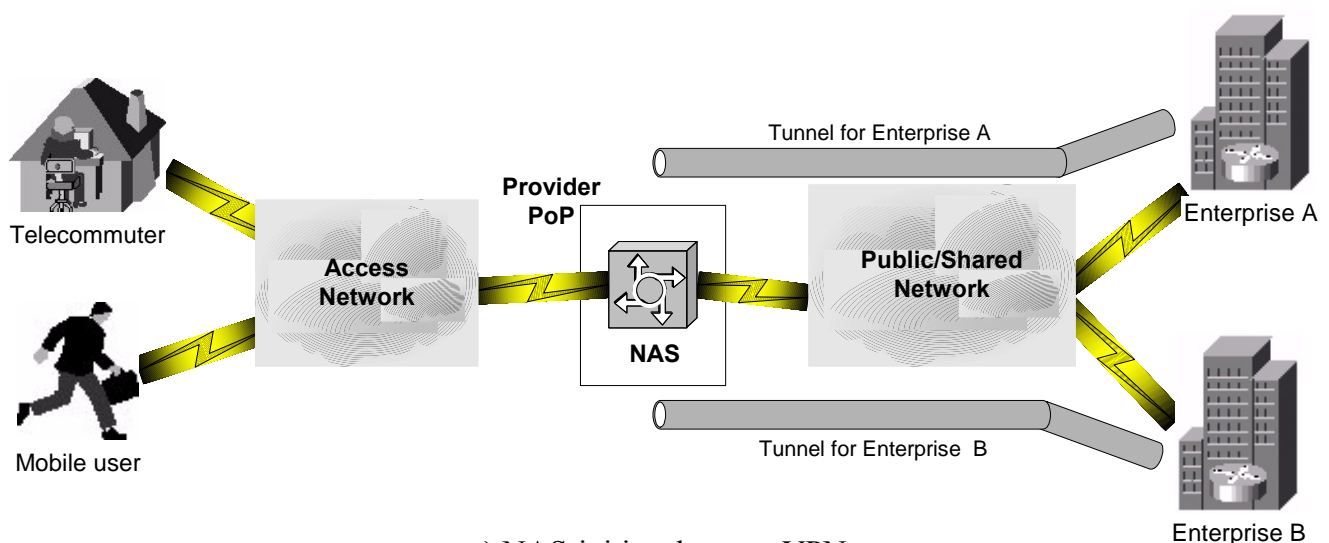 Tunnel for Enterprise A
Provider
PoP
Enterprise A
Telecommuter
Access
Network
Public/Shared
Network
NAS
Mobile user
Tunnel for Enterprise B
Enterprise B